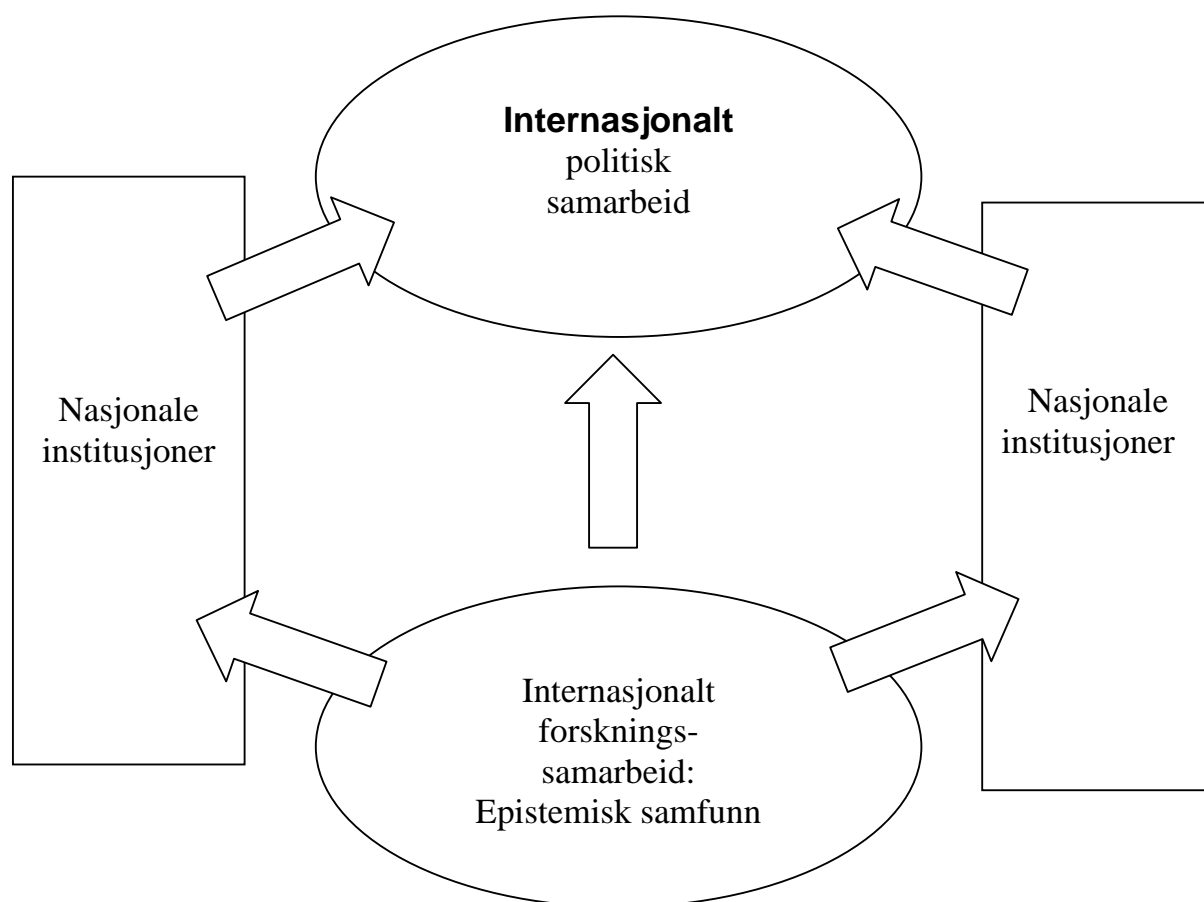 Internasjonalt
politisk
samarbeid
Nasjonale
institusjoner
Nasjonale
institusjoner
Internasjonalt
forsknings-
samarbeid:
Epistemisk samfunn